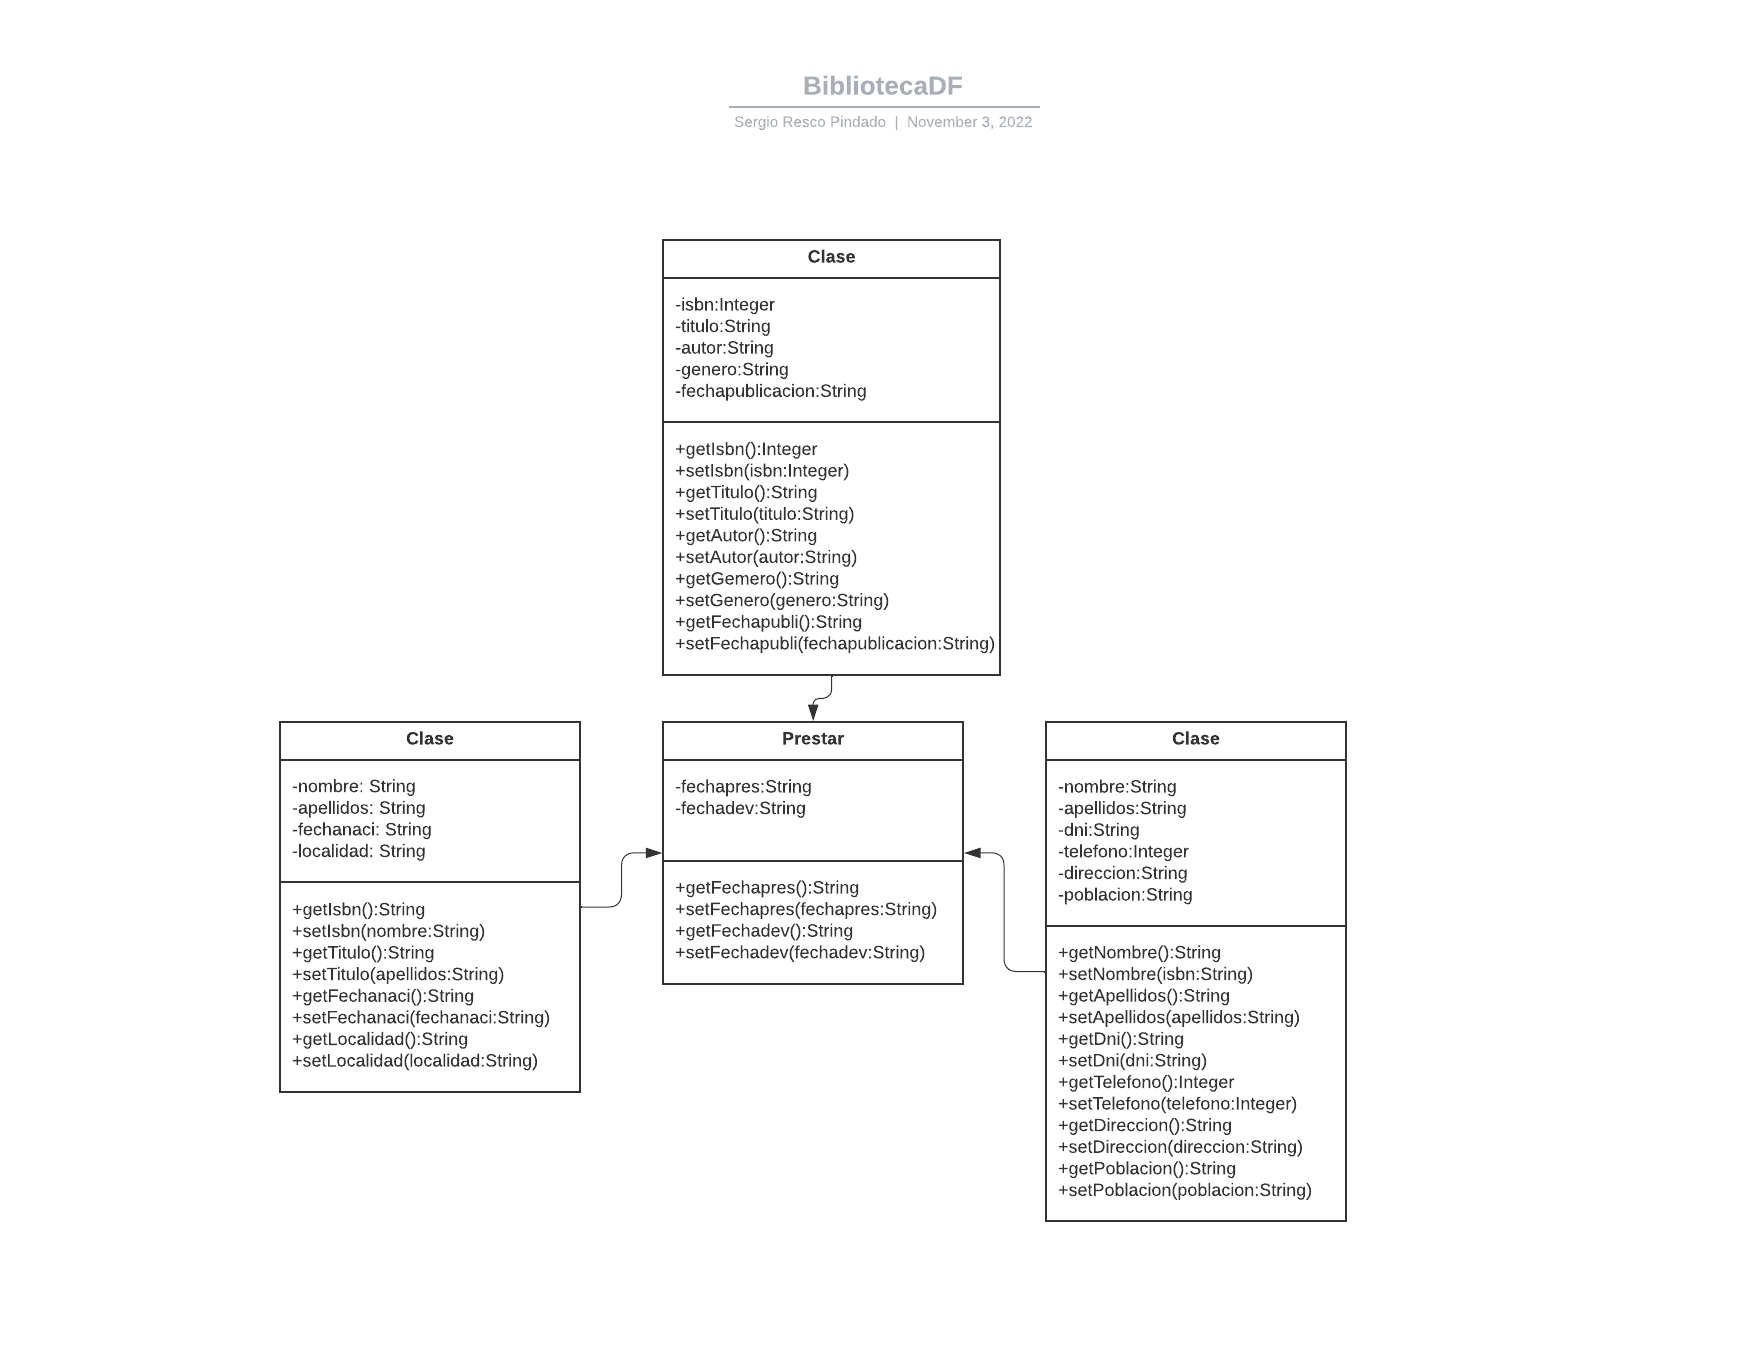 BibliotecaDF
Sergio Resco Pindado | November 3, 2022
Clase
-isbn:Integer
-titulo:String
-autor:String
-genero:String
-fechapublicacion:String
+getIsbn():Integer
+setIsbn(isbn:Integer)
+getTitulo():String
+setTitulo(titulo:String)
+getAutor():String
+setAutor(autor:String)
+getGemero():String
+setGenero(genero:String)
+getFechapubli():String
+setFechapubli(fechapublicacion:String)
Clase
-nombre: String
-apellidos: String
-fechanaci: String
-localidad: String
+getIsbn():String
+setIsbn(nombre:String)
+getTitulo():String
+setTitulo(apellidos:String)
+getFechanaci():String
+setFechanaci(fechanaci:String)
+getLocalidad():String
+setLocalidad(localidad:String)
Prestar
-fechapres:String
-fechadev:String
+getFechapres():String
+setFechapres(fechapres:String)
+getFechadev():String
+setFechadev(fechadev:String)
Clase
-nombre:String
-apellidos:String
-dni:String
-telefono:Integer
-direccion:String
-poblacion:String
+getNombre():String
+setNombre(isbn:String)
+getApellidos():String
+setApellidos(apellidos:String)
+getDni():String
+setDni(dni:String)
+getTelefono():Integer
+setTelefono(telefono:Integer)
+getDireccion():String
+setDireccion(direccion:String)
+getPoblacion():String
+setPoblacion(poblacion:String)